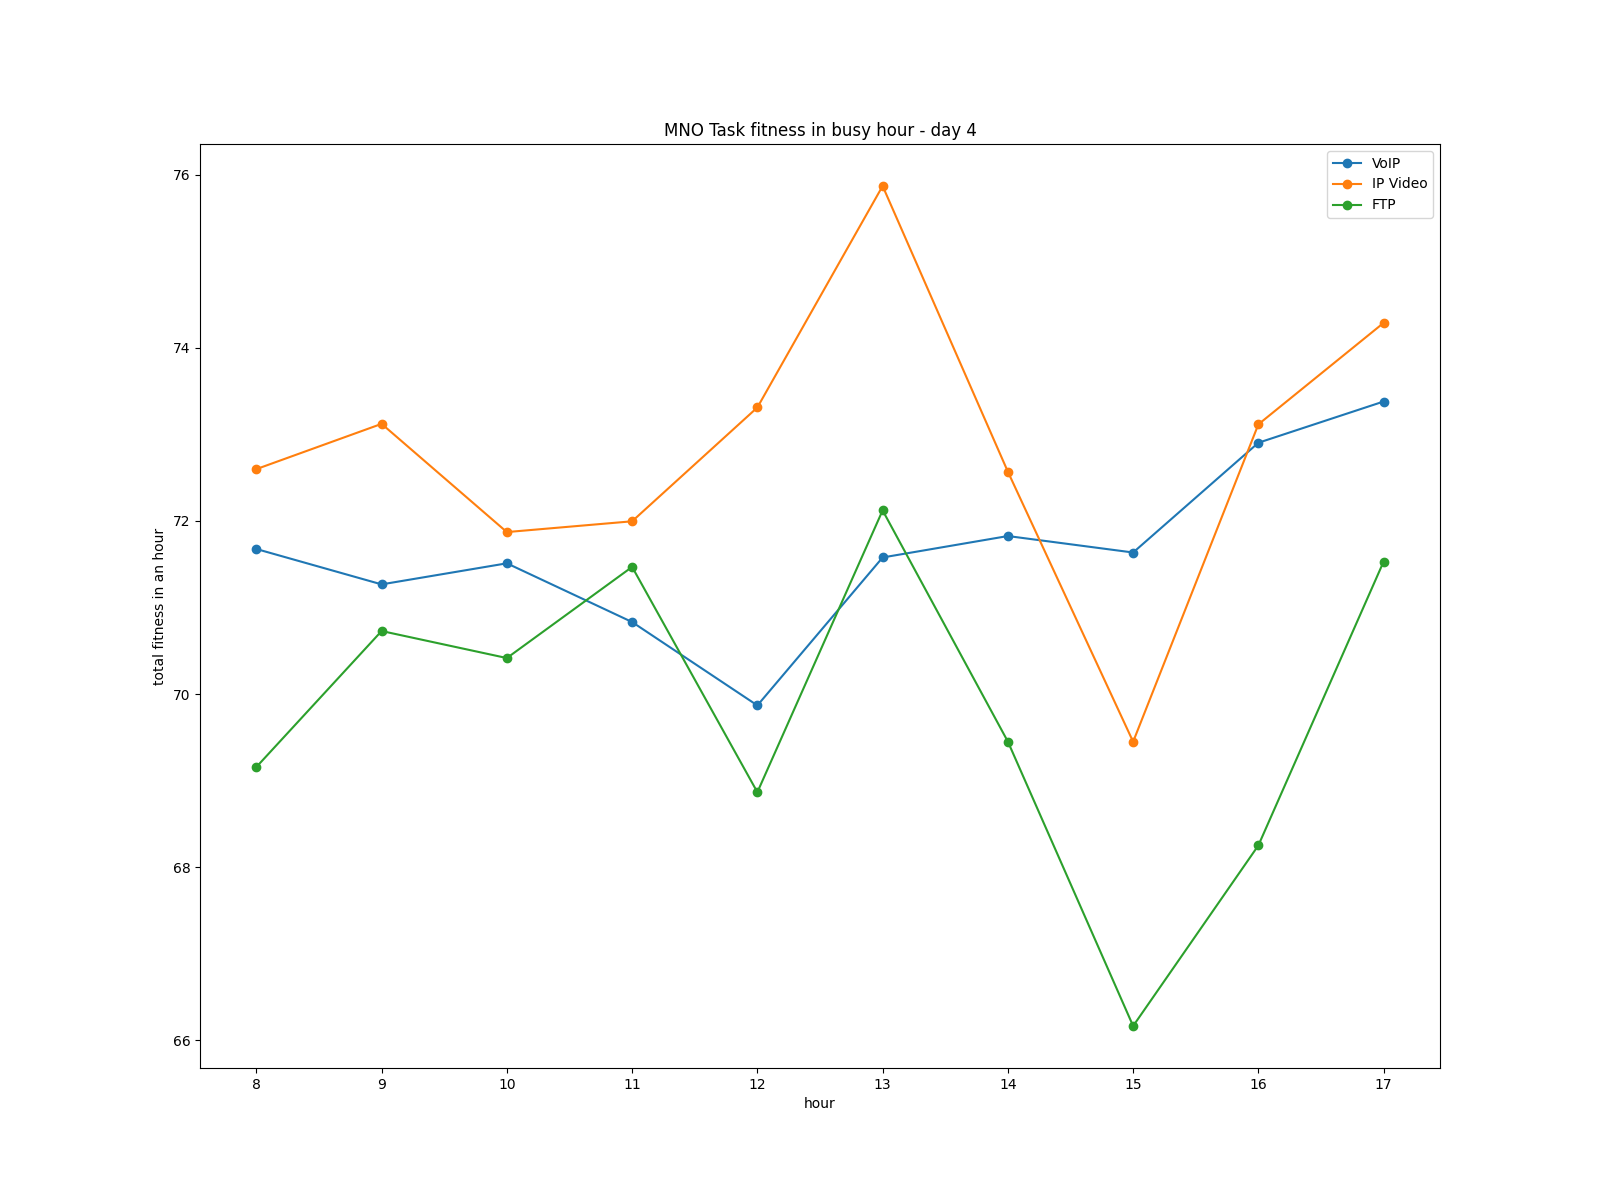 MNO Task fitness in busy hour - day 4
VoIP
IP Video
FTP
76
74
72
70
68
66
total fitness in an hour
8 9 10 11 12 13 14 15 16 17
hour